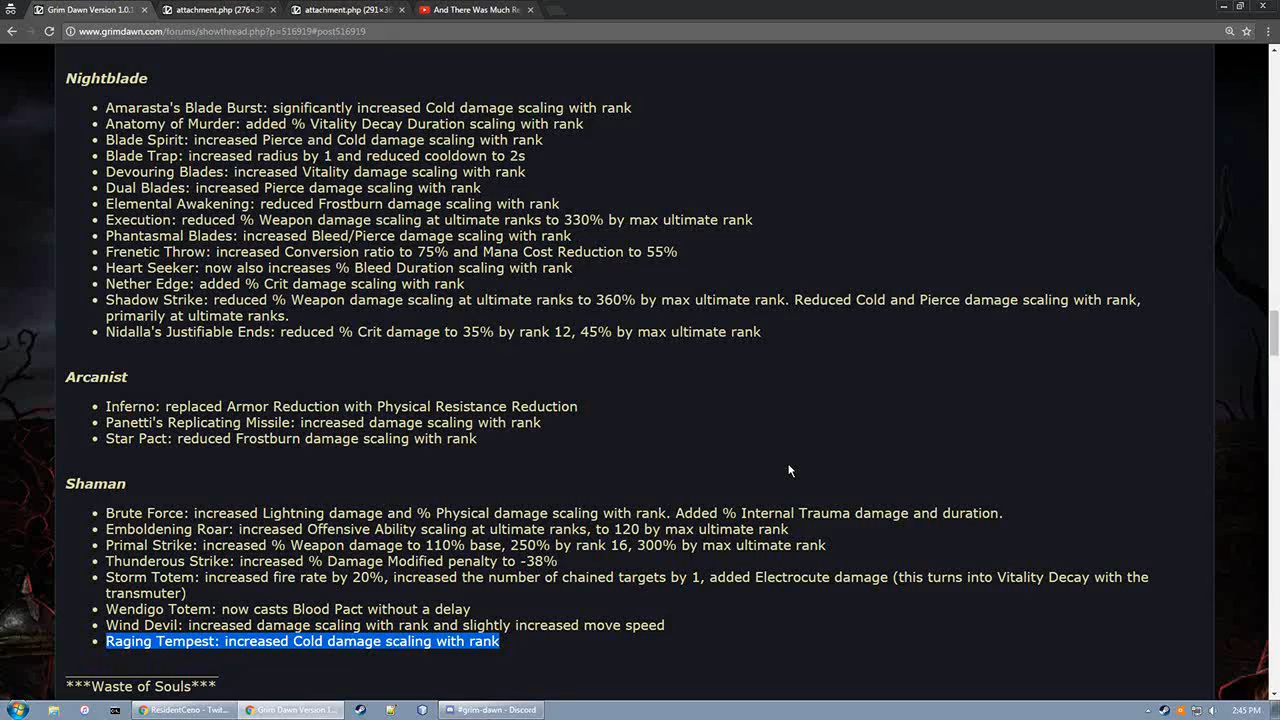 Grim Dawn Version 1.0.
attachment.php (276×38
attachment.php (291×36
And There Was Much Re
www.grimdawn.com/forums/showthread.php?p=516919#post516919
Nightblade
• Amarasta's Blade Burst: significantly increased Cold damage scaling with rank
• Anatomy of Murder: added % Vitality Decay Duration scaling with rank
• Blade Spirit: increased Pierce and Cold damage scaling with rank
• Blade Trap: increased radius by 1 and reduced cooldown to 2s
• Devouring Blades: increased Vitality damage scaling with rank
• Dual Blades: increased Pierce damage scaling with rank
• Elemental Awakening: reduced Frostburn damage scaling with rank
• Execution: reduced % Weapon damage scaling at ultimate ranks to 330% by max ultimate rank
• Phantasmal Blades: increased Bleed/Pierce damage scaling with rank
• Frenetic Throw: increased Conversion ratio to 75% and Mana Cost Reduction to 55%
• Heart Seeker: now also increases % Bleed Duration scaling with rank
• Nether Edge: added % Crit damage scaling with rank
• Shadow Strike: reduced % Weapon damage scaling at ultimate ranks to 360% by max ultimate rank. Reduced Cold and Pierce damage scaling with rank,
primarily at ultimate ranks.
• Nidalla's Justifiable Ends: reduced % Crit damage to 35% by rank 12, 45% by max ultimate rank
Arcanist
• Inferno: replaced Armor Reduction with Physical Resistance Reduction
• Panetti's Replicating Missile: increased damage scaling with rank
• Star Pact: reduced Frostburn damage scaling with rank
Shaman
• Brute Force: increased Lightning damage and % Physical damage scaling with rank. Added % Internal Trauma damage and duration.
• Emboldening Roar: increased Offensive Ability scaling at ultimate ranks, to 120 by max ultimate rank
• Primal Strike: increased % Weapon damage to 110% base, 250% by rank 16, 300% by max ultimate rank
• Thunderous Strike: increased % Damage Modified penalty to -38%
• Storm Totem: increased fire rate by 20%, increased the number of chained targets by 1, added Electrocute damage (this turns into Vitality Decay with the
transmuter)
• Wendigo Totem: now casts Blood Pact without a delay
• Wind Devil: increased damage scaling with rank and slightly increased move speed
• Raging Tempest: increased Cold damage scaling with rank
***Waste of Souls***
ResidentCeno - Twit...
Grim Dawn Version 1....
#grim-dawn - Discord
2:45 PM